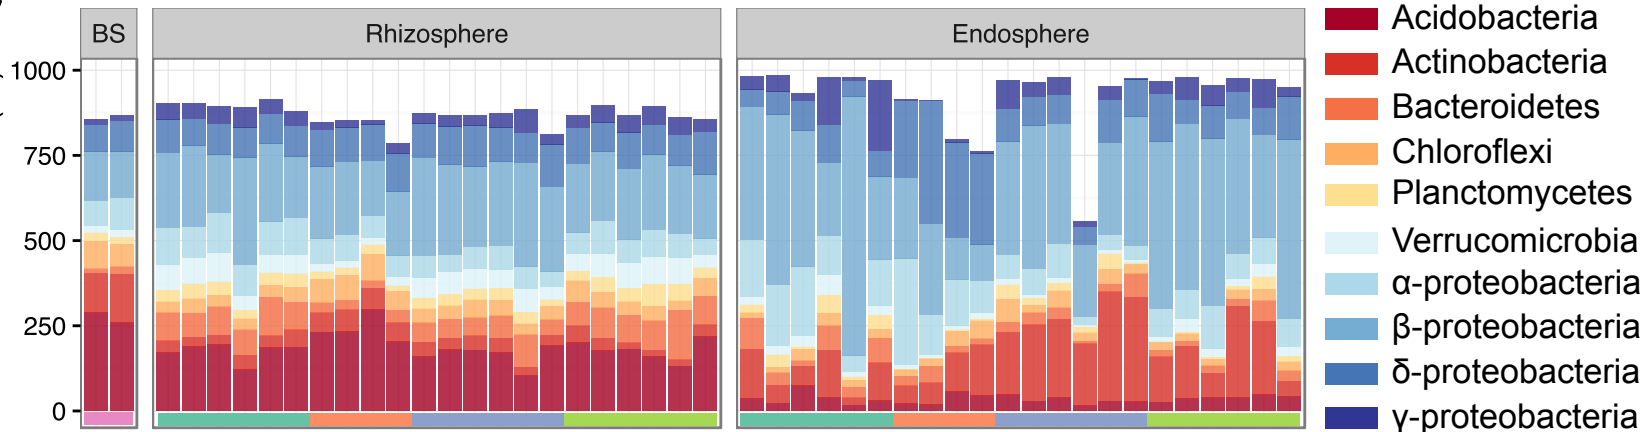 BS
Rhizosphere
Endosphere
1000
750
500
250
0
Acidobacteria
Actinobacteria
Bacteroidetes
Chloroflexi
Planctomycetes
Verrucomicrobia
α-proteobacteria
β-proteobacteria
δ-proteobacteria
γ-proteobacteria